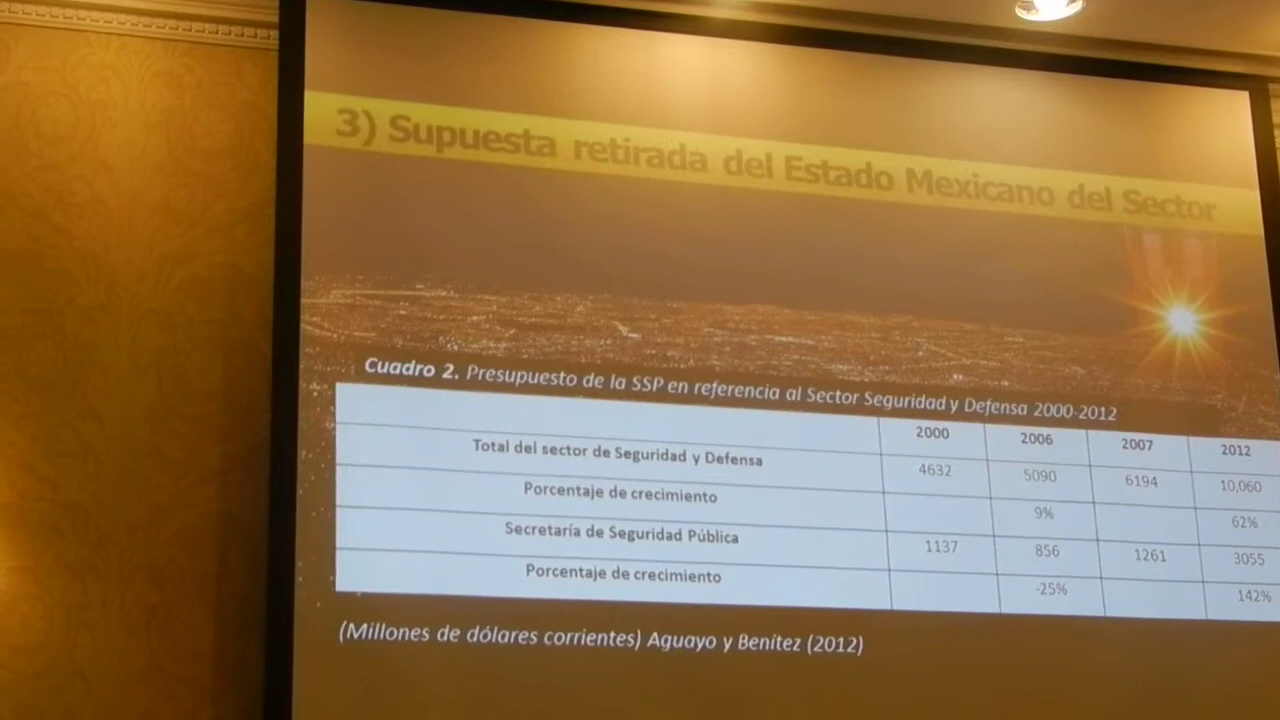 3) Supuesta retirada del Estado Mexicano del Sector
Cuadro 2. Presupuesto de la SSP en referencia al Sector Seguridad y Defensa 2000-2012
2000 2006 2007 2012
Total del sector de Seguridad y Defensa 4632 5090 6194 10,060
Porcentaje de crecimiento 9% 62%
Secretaría de Seguridad Pública 1137 856 1261 3055
Porcentaje de crecimiento -25% 142%
(Millones de dólares corrientes) Aguayo y Benítez (2012)